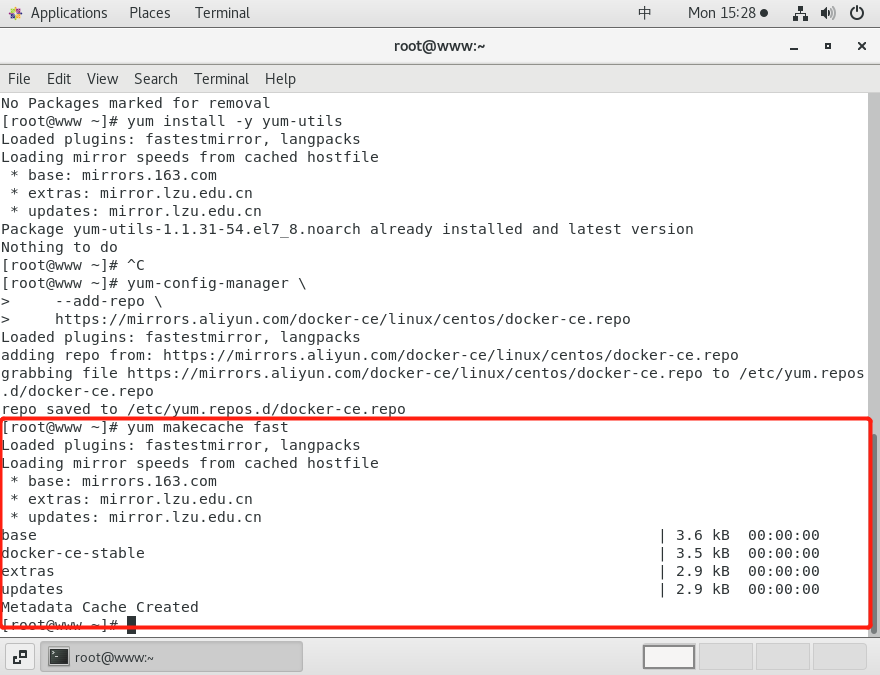 Applications Places Terminal 中 Mon 15:28
root@www:~
File Edit View Search Terminal Help
No Packages marked for removal
[root@www ~]# yum install -y yum-utils
Loaded plugins: fastestmirror, langpacks
Loading mirror speeds from cached hostfile
 * base: mirrors.163.com
 * extras: mirror.lzu.edu.cn
 * updates: mirror.lzu.edu.cn
Package yum-utils-1.1.31-54.el7_8.noarch already installed and latest version
Nothing to do
[root@www ~]# ^C
[root@www ~]# yum-config-manager \
>     --add-repo \
>     https://mirrors.aliyun.com/docker-ce/linux/centos/docker-ce.repo
Loaded plugins: fastestmirror, langpacks
adding repo from: https://mirrors.aliyun.com/docker-ce/linux/centos/docker-ce.repo
grabbing file https://mirrors.aliyun.com/docker-ce/linux/centos/docker-ce.repo to /etc/yum.repos
.d/docker-ce.repo
repo saved to /etc/yum.repos.d/docker-ce.repo
[root@www ~]# yum makecache fast
Loaded plugins: fastestmirror, langpacks
Loading mirror speeds from cached hostfile
 * base: mirrors.163.com
 * extras: mirror.lzu.edu.cn
 * updates: mirror.lzu.edu.cn
base | 3.6 kB 00:00:00
docker-ce-stable | 3.5 kB 00:00:00
extras | 2.9 kB 00:00:00
updates | 2.9 kB 00:00:00
Metadata Cache Created
[root@www ~]#
root@www:~